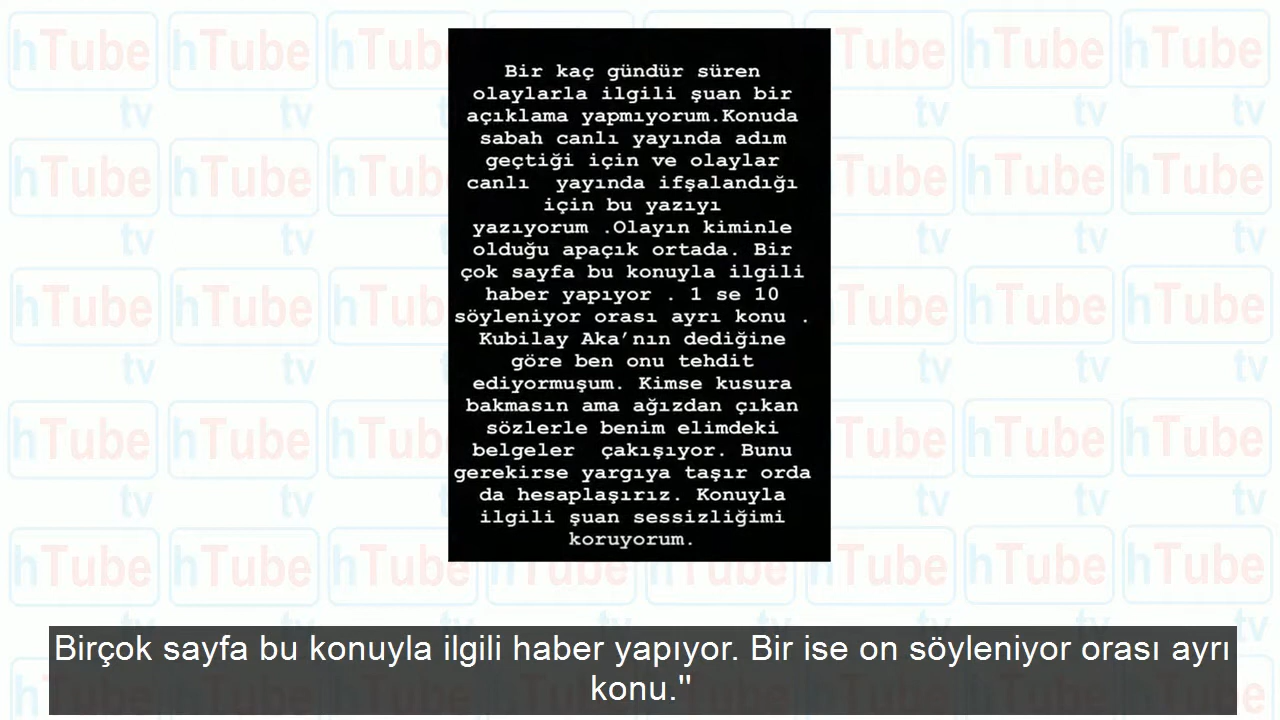 Bir kaç gündür süren
olaylarla ilgili şuan bir
açıklama yapmıyorum.Konuda
sabah canlı yayında adım
geçtiği için ve olaylar
canlı  yayında ifşalandığı
için bu yazıyı
yazıyorum .Olayın kiminle
olduğu apaçık ortada. Bir
çok sayfa bu konuyla ilgili
haber yapıyor . 1 se 10
söyleniyor orası ayrı konu .
Kubilay Aka’nın dediğine
göre ben onu tehdit
ediyormuşum. Kimse kusura
bakmasın ama ağızdan çıkan
sözlerle benim elimdeki
belgeler  çakışıyor. Bunu
gerekirse yargıya taşır orda
da hesaplaşırız. Konuyla
ilgili şuan sessizliğimi
koruyorum.
Birçok sayfa bu konuyla ilgili haber yapıyor. Bir ise on söyleniyor orası ayrı
konu."
hTube
tv